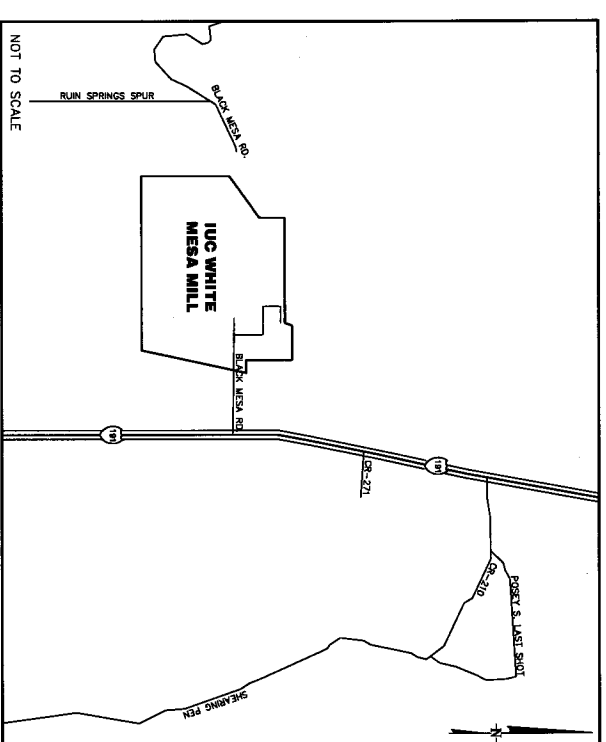 NOT TO SCALE
RUIN SPRINGS SPUR
BLACK MESA RD.
IUC WHITE
MESA MILL
BLACK MESA RD.
191
CR-271
191
CR-210
POSEY S. LAST SHOT
SHEARING PEN
N